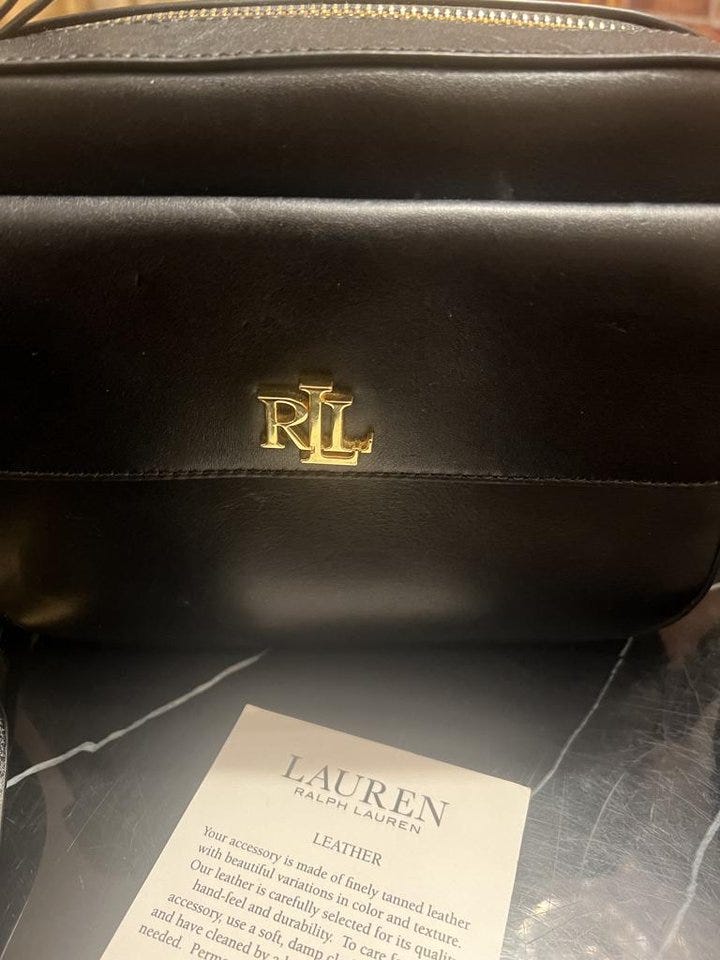 RLL
LAUREN
RALPH LAUREN
LEATHER
Your accessory is made of finely tanned leather
with beautiful variations in color and texture.
Our leather is carefully selected for its quality
hand-feel and durability. To care
accessory, use a soft, damp
and have cleaned by a
needed.